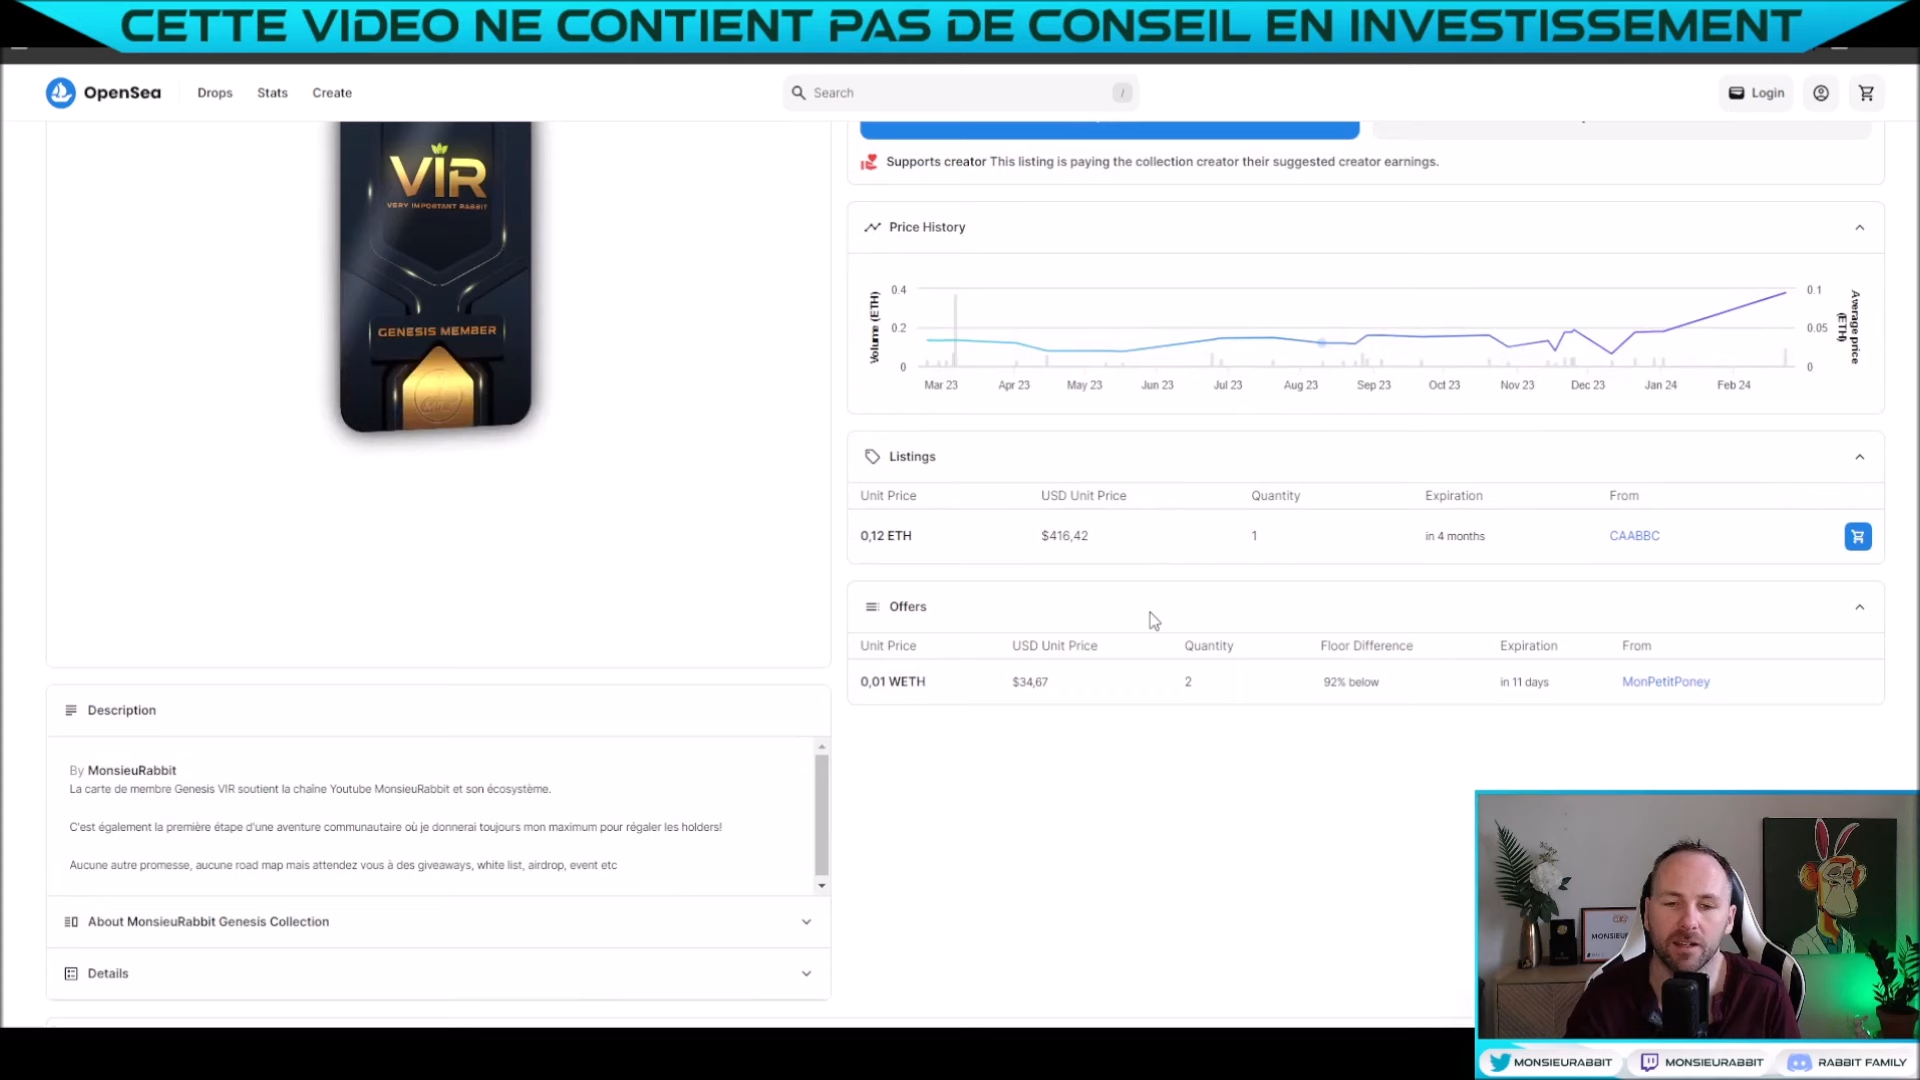 CETTE VIDEO NE CONTIENT PAS DE CONSEIL EN INVESTISSEMENT
OpenSea
Drops
Stats
Create
Search
/
Login
VIR
VERY IMPORTANT RABBIT
GENESIS MEMBER
Supports creator This listing is paying the collection creator their suggested creator earnings.
Price History
Volume (ETH)
0.4
0.2
0
0.1
0.05
0
Average price (ETH)
Mar 23
Apr 23
May 23
Jun 23
Jul 23
Aug 23
Sep 23
Oct 23
Nov 23
Dec 23
Jan 24
Feb 24
Listings
Unit Price
USD Unit Price
Quantity
Expiration
From
0,12 ETH
$416,42
1
in 4 months
CAABBC
Offers
Unit Price
USD Unit Price
Quantity
Floor Difference
Expiration
From
0,01 WETH
$34,67
2
92% below
in 11 days
MonPetitPoney
Description
By MonsieuRabbit
La carte de membre Genesis VIR soutient la chaîne Youtube MonsieuRabbit et son écosystème.
C'est également la première étape d'une aventure communautaire où je donnerai toujours mon maximum pour régaler les holders!
Aucune autre promesse, aucune road map mais attendez vous à des giveaways, white list, airdrop, event etc
About MonsieuRabbit Genesis Collection
Details
MONSIEURABBIT
MONSIEURABBIT
RABBIT FAMILY